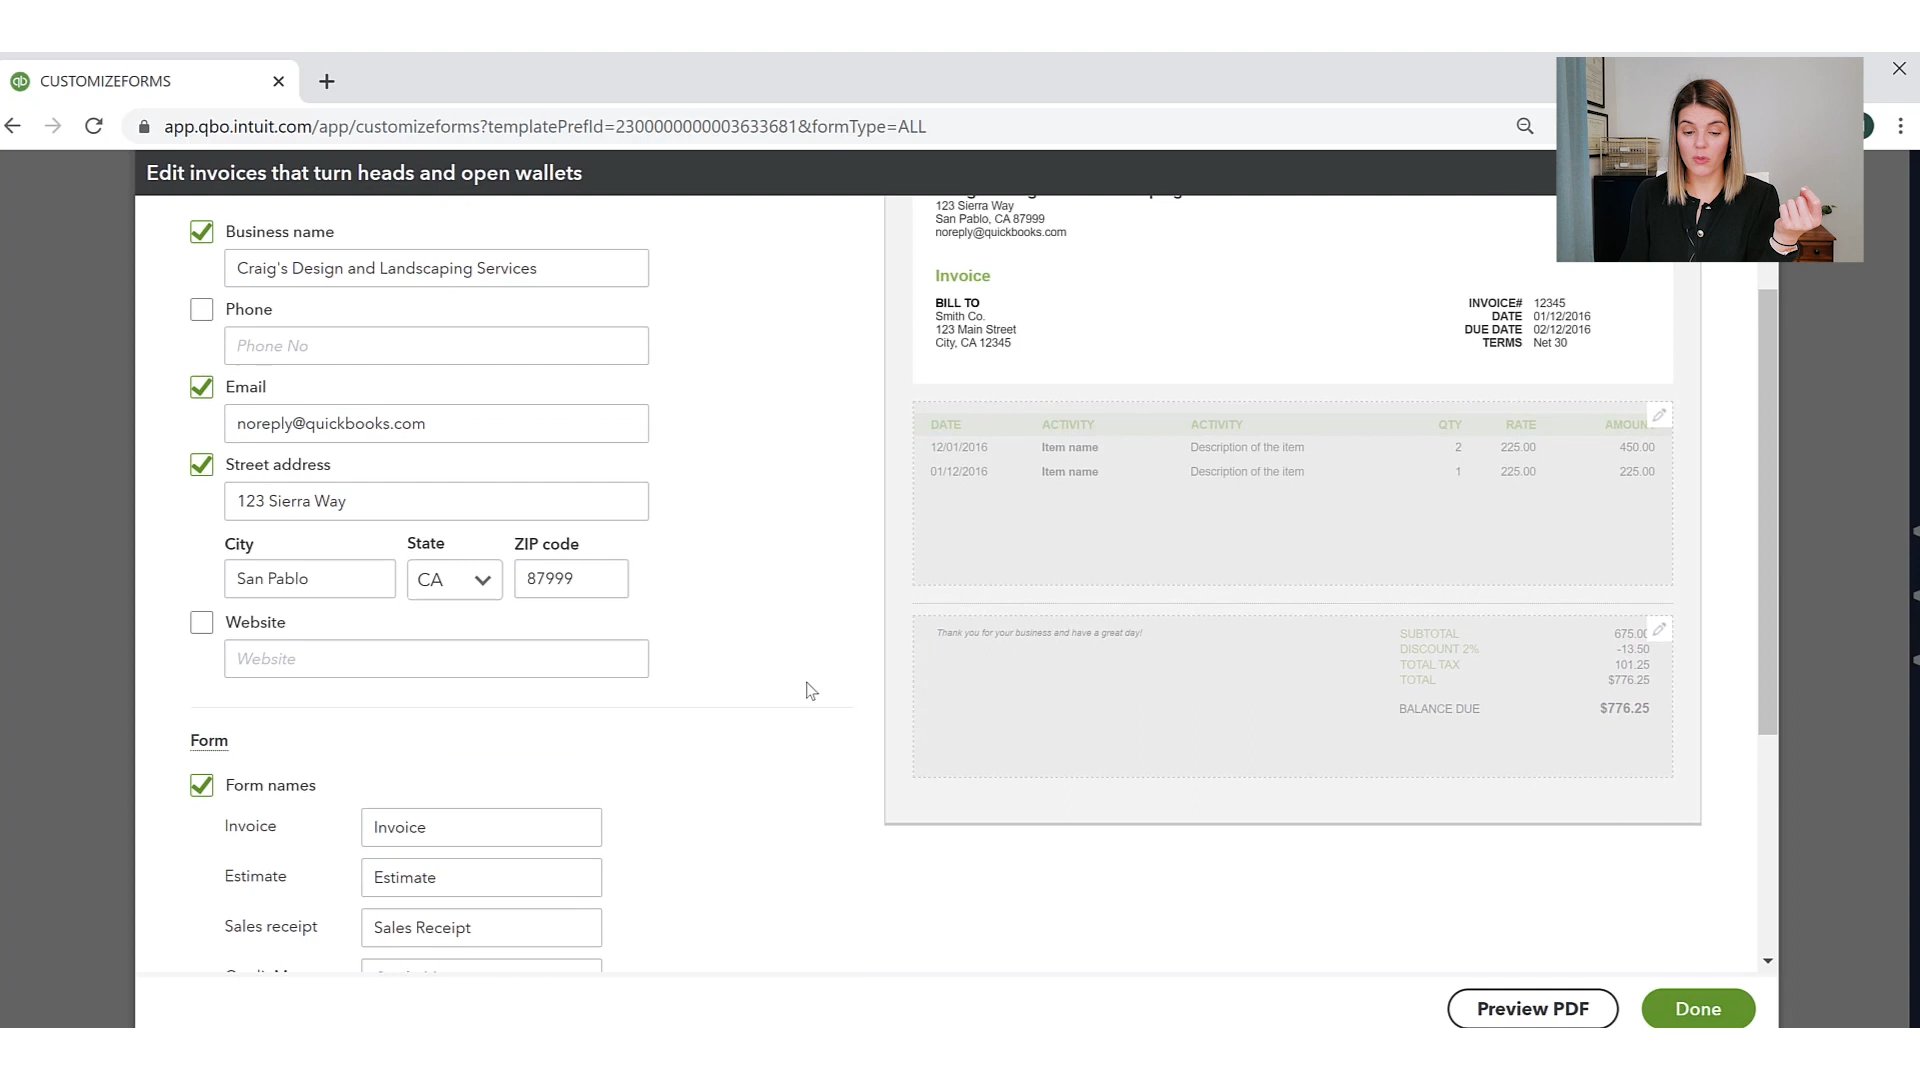 CUSTOMIZEFORMS
app.qbo.intuit.com/app/customizeforms?templatePrefId=2300000000003633681&formType=ALL
Edit invoices that turn heads and open wallets
Business name
Craig's Design and Landscaping Services
Phone
Phone No
Email
noreply@quickbooks.com
Street address
123 Sierra Way
City State ZIP code
San Pablo CA 87999
Website
Website
Form
Form names
Invoice Invoice
Estimate Estimate
Sales receipt Sales Receipt
123 Sierra Way
San Pablo, CA 87999
noreply@quickbooks.com
Invoice
BILL TO
Smith Co.
123 Main Street
City, CA 12345
INVOICE# 12345
DATE 01/12/2016
DUE DATE 02/12/2016
TERMS Net 30
DATE ACTIVITY ACTIVITY QTY RATE AMOUN
12/01/2016 Item name Description of the item 2 225.00 450.00
01/12/2016 Item name Description of the item 1 225.00 225.00
Thank you for your business and have a great day!
SUBTOTAL 675.00
DISCOUNT 2% -13.50
TOTAL TAX 101.25
TOTAL $776.25
BALANCE DUE $776.25
Preview PDF Done